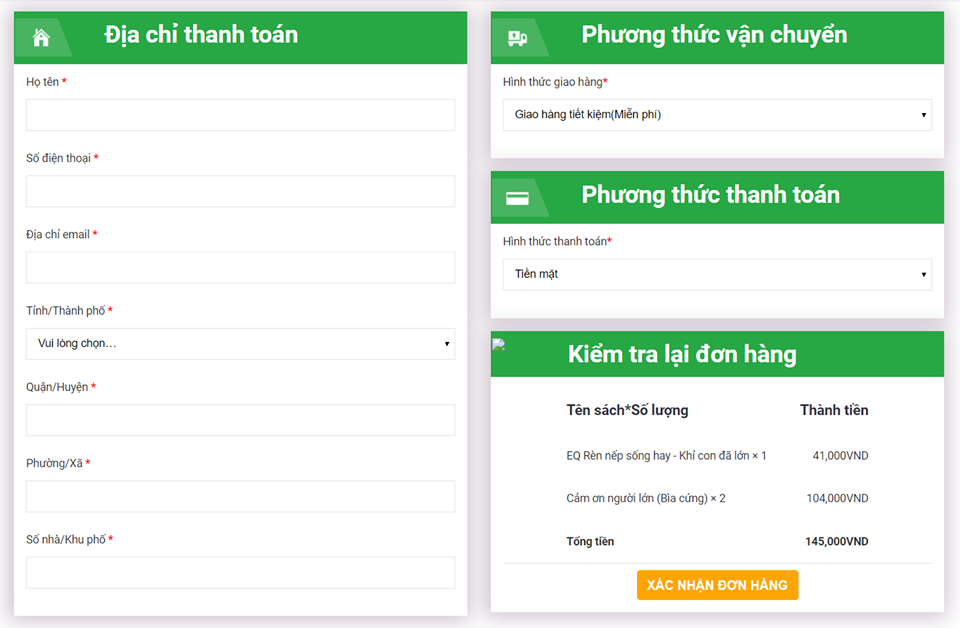 Địa chỉ thanh toán
Họ tên *
Số điện thoại *
Địa chỉ email *
Tỉnh/Thành phố *
Vui lòng chọn...
Quận/Huyện *
Phường/Xã *
Số nhà/Khu phố *
Phương thức vận chuyển
Hình thức giao hàng*
Giao hàng tiết kiệm(Miễn phí)
Phương thức thanh toán
Hình thức thanh toán*
Tiền mặt
Kiểm tra lại đơn hàng
Tên sách*Số lượng Thành tiền
EQ Rèn nếp sống hay - Khỉ con đã lớn × 1 41,000VND
Cảm ơn người lớn (Bìa cứng) × 2 104,000VND
Tổng tiền 145,000VND
XÁC NHẬN ĐƠN HÀNG